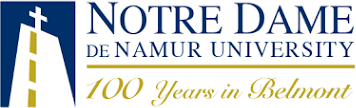 NOTRE DAME
DE NAMUR UNIVERSITY
100 Years in Belmont